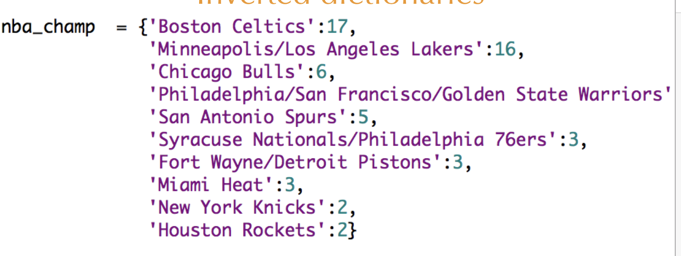 Inverted dictionaries
nba_champ = {'Boston Celtics':17,
'Minneapolis/Los Angeles Lakers':16,
'Chicago Bulls':6,
'Philadelphia/San Francisco/Golden State Warriors'
'San Antonio Spurs':5,
'Syracuse Nationals/Philadelphia 76ers':3,
'Fort Wayne/Detroit Pistons':3,
'Miami Heat':3,
'New York Knicks':2,
'Houston Rockets':2}